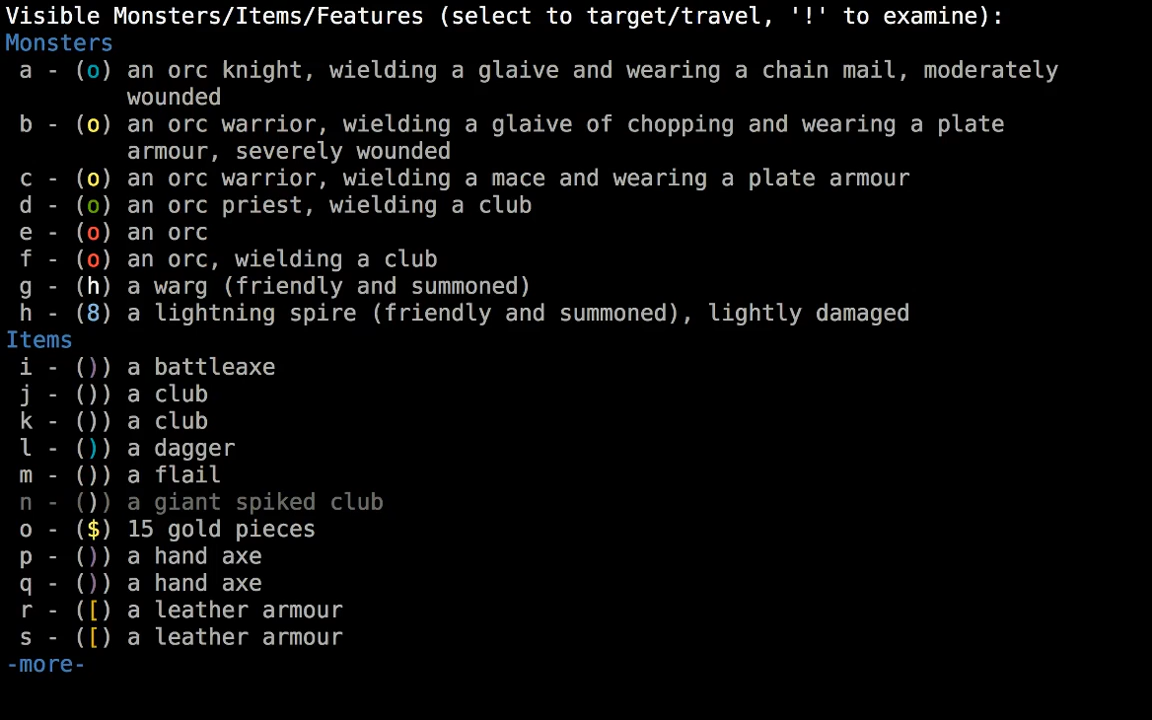 Visible Monsters/Items/Features (select to target/travel, '!' to examine):
Monsters
a - (o) an orc knight, wielding a glaive and wearing a chain mail, moderately
wounded
b - (o) an orc warrior, wielding a glaive of chopping and wearing a plate
armour, severely wounded
c - (o) an orc warrior, wielding a mace and wearing a plate armour
d - (o) an orc priest, wielding a club
e - (o) an orc
f - (o) an orc, wielding a club
g - (h) a warg (friendly and summoned)
h - (8) a lightning spire (friendly and summoned), lightly damaged
Items
i - ()) a battleaxe
j - ()) a club
k - ()) a club
l - ()) a dagger
m - ()) a flail
n - ()) a giant spiked club
o - ($) 15 gold pieces
p - ()) a hand axe
q - ()) a hand axe
r - ([) a leather armour
s - ([) a leather armour
-more-